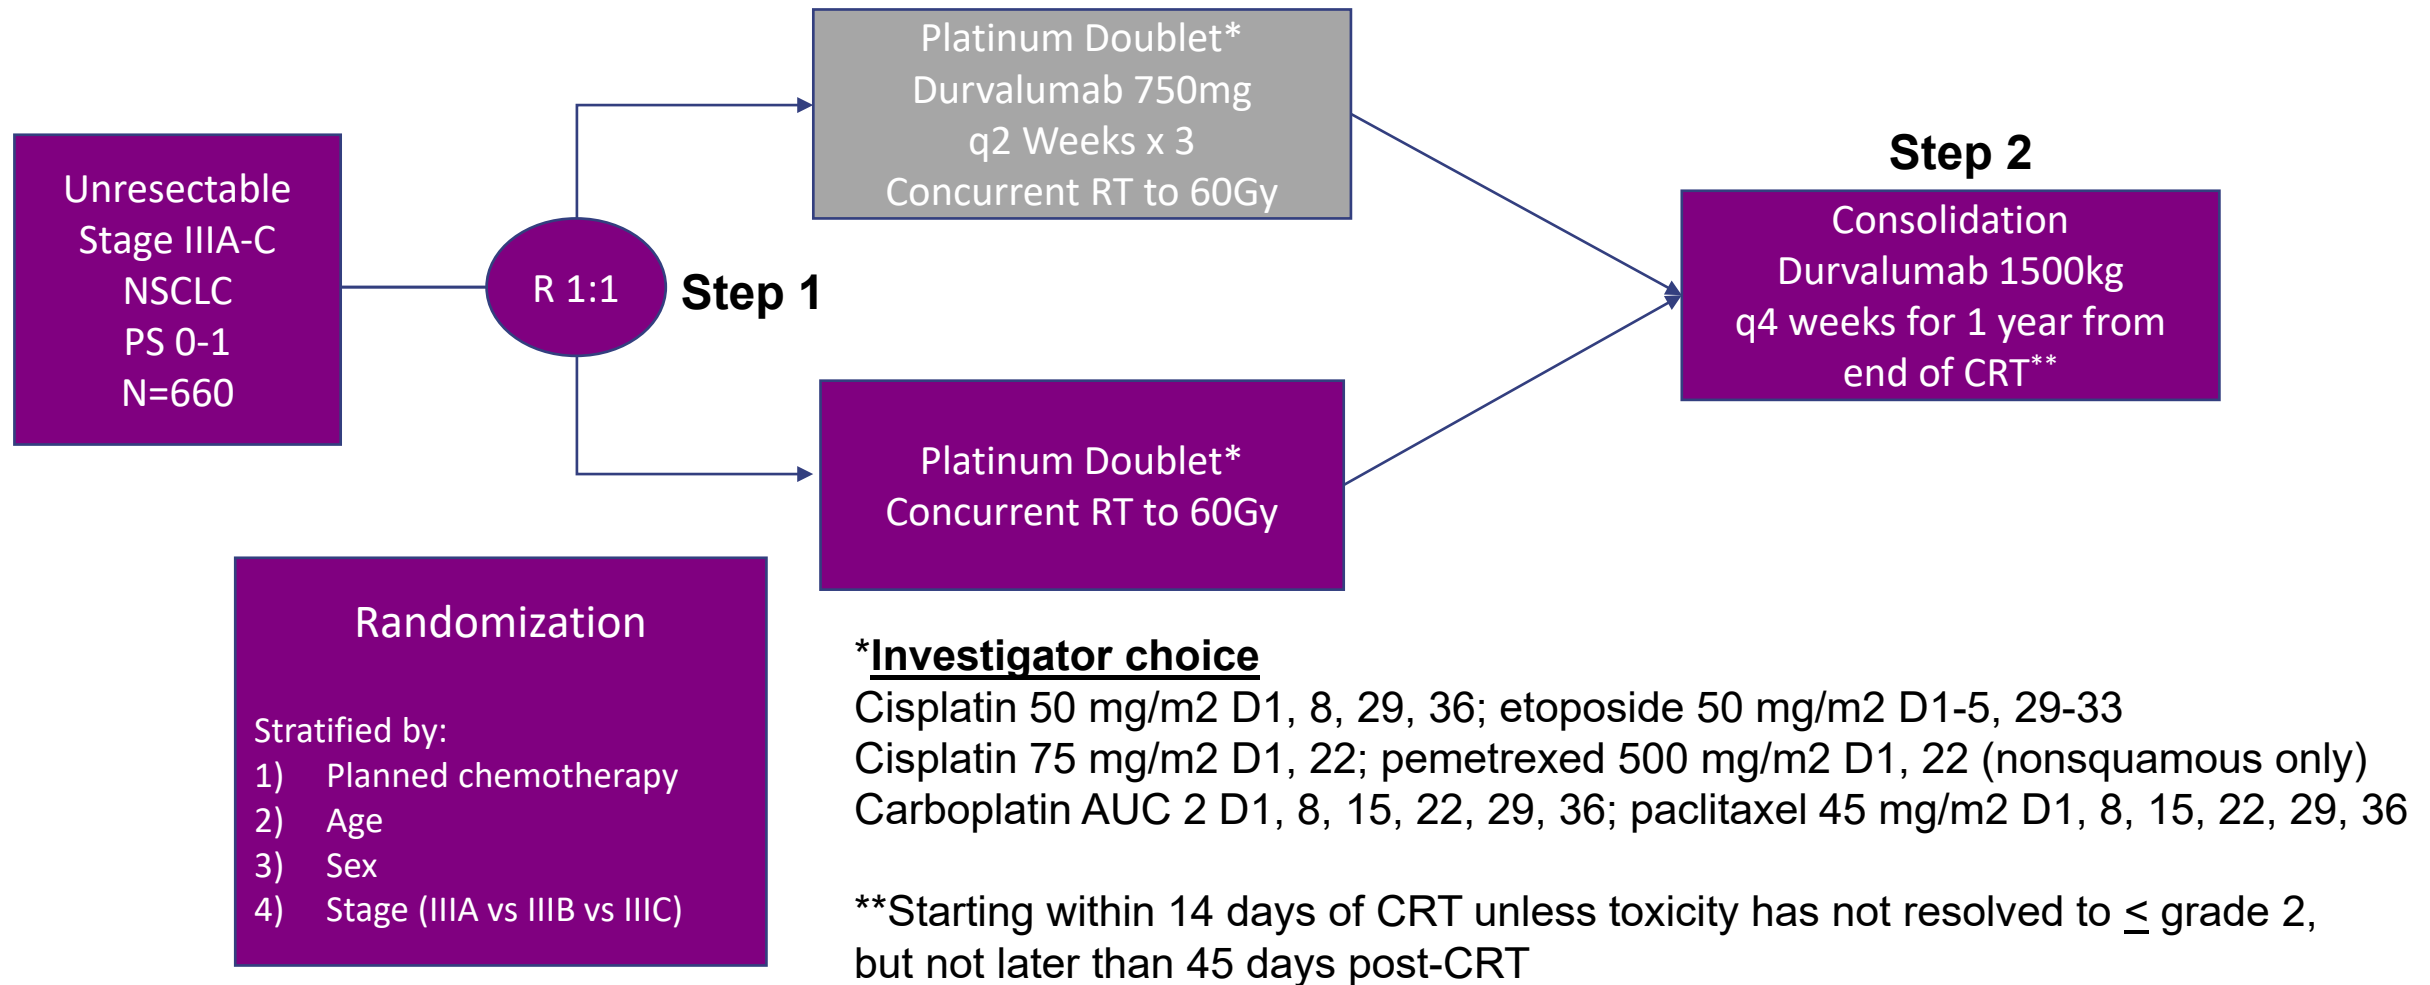 Unresectable
Stage IIIA-C
NSCLC
PS 0-1
N=660
R 1:1
Step 1
Platinum Doublet*
Durvalumab 750mg
q2 Weeks x 3
Concurrent RT to 60Gy
Platinum Doublet*
Concurrent RT to 60Gy
Step 2
Consolidation
Durvalumab 1500kg
q4 weeks for 1 year from
end of CRT**
Randomization
Stratified by:
1) Planned chemotherapy
2) Age
3) Sex
4) Stage (IIIA vs IIIB vs IIIC)
*Investigator choice
Cisplatin 50 mg/m2 D1, 8, 29, 36; etoposide 50 mg/m2 D1-5, 29-33
Cisplatin 75 mg/m2 D1, 22; pemetrexed 500 mg/m2 D1, 22 (nonsquamous only)
Carboplatin AUC 2 D1, 8, 15, 22, 29, 36; paclitaxel 45 mg/m2 D1, 8, 15, 22, 29, 36
**Starting within 14 days of CRT unless toxicity has not resolved to ≤ grade 2,
but not later than 45 days post-CRT